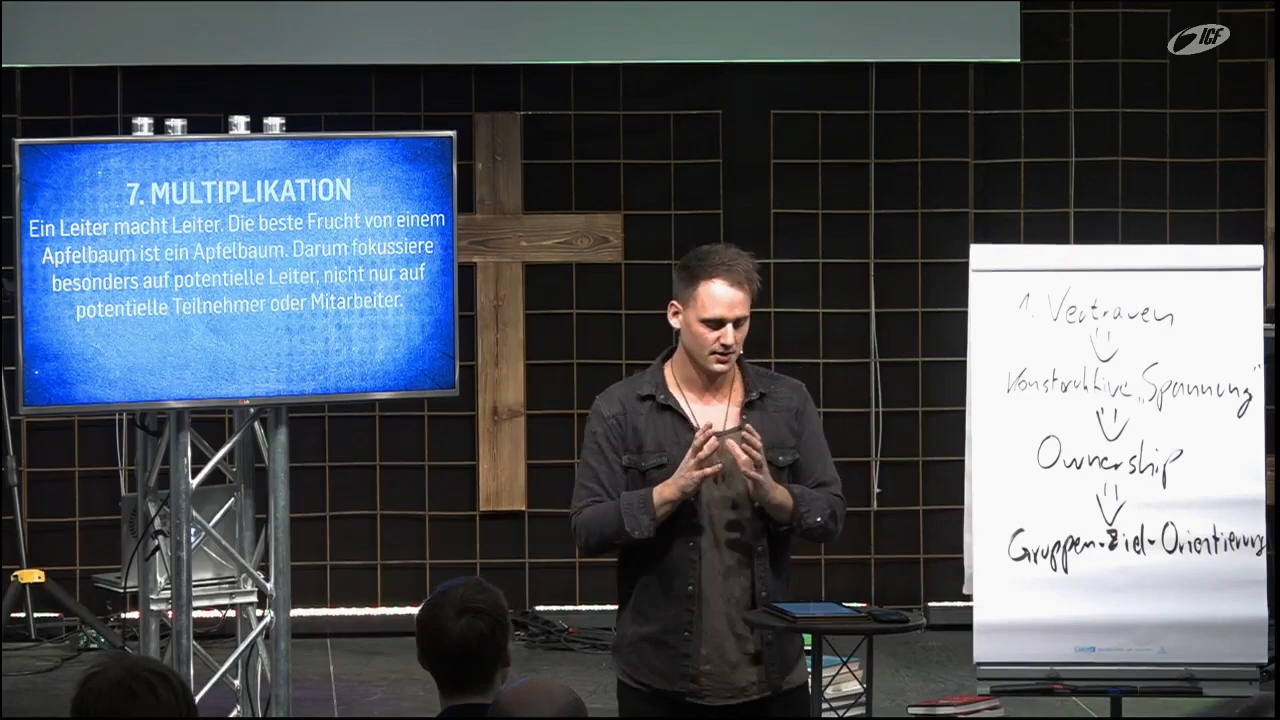 ICF
7. MULTIPLIKATION
Ein Leiter macht Leiter. Die beste Frucht von einem
Apfelbaum ist ein Apfelbaum. Darum fokussiere
besonders auf potentielle Leiter, nicht nur auf
potentielle Teilnehmer oder Mitarbeiter.
1. Vertrauen
Konstruktive „Spannung"
Ownership
Gruppen-Ziel-Orientierung